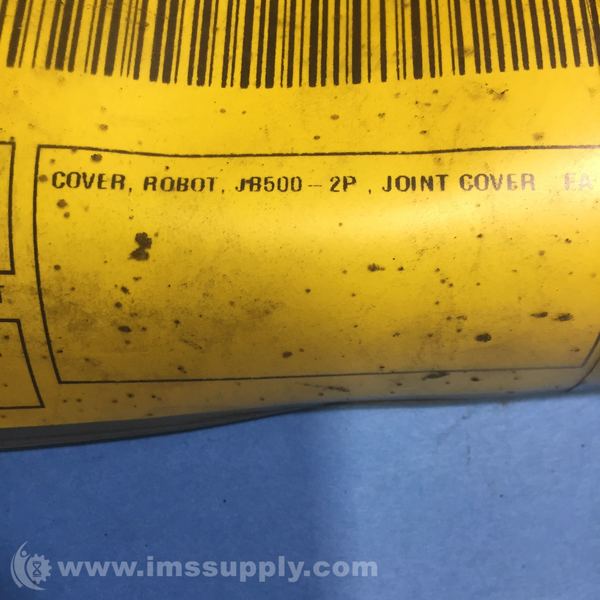 COVER, ROBOT, JB500-2P, JOINT COVER EA
T
www.imssupply.com